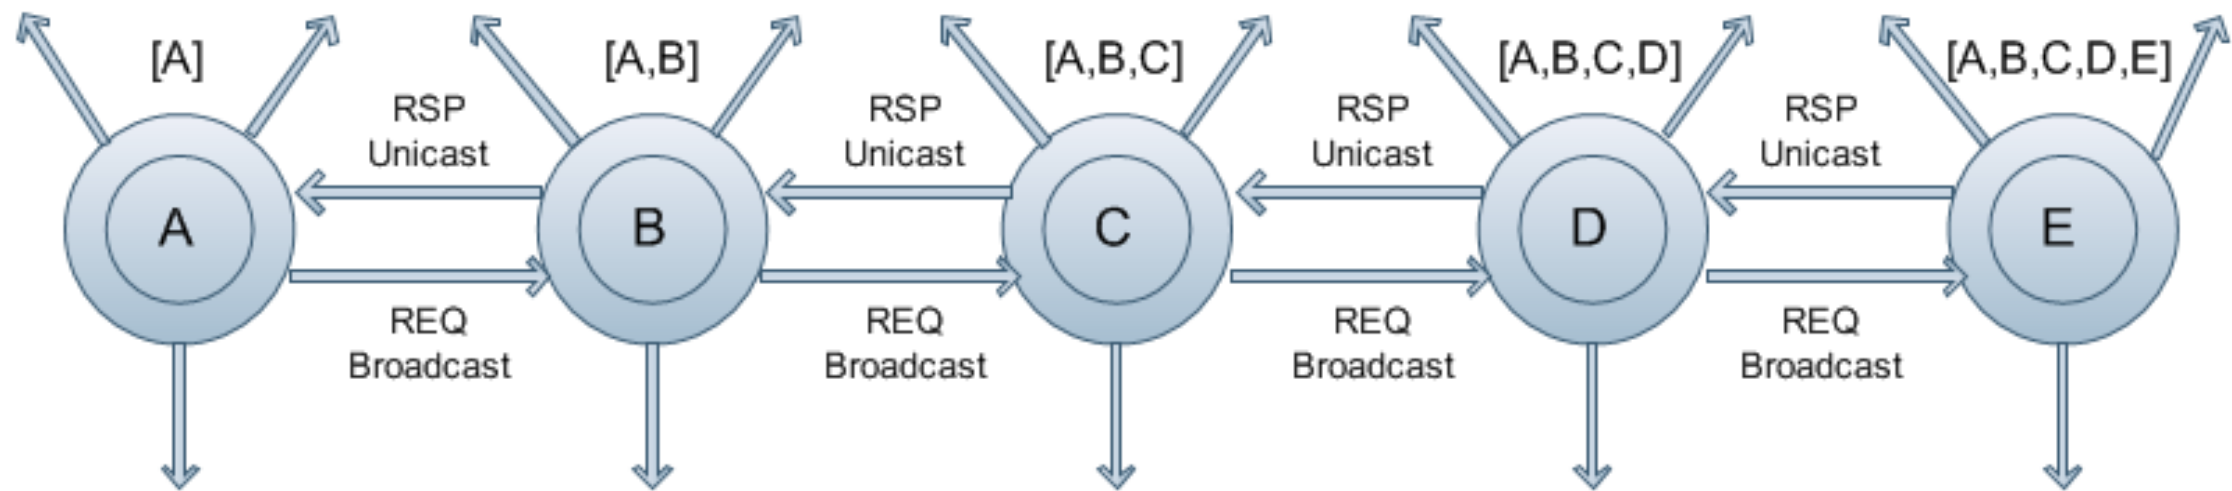 [A]
[A,B]
[A,B,C]
[A,B,C,D]
[A,B,C,D,E]
RSP
Unicast
RSP
Unicast
RSP
Unicast
RSP
Unicast
A
B
C
D
E
REQ
Broadcast
REQ
Broadcast
REQ
Broadcast
REQ
Broadcast